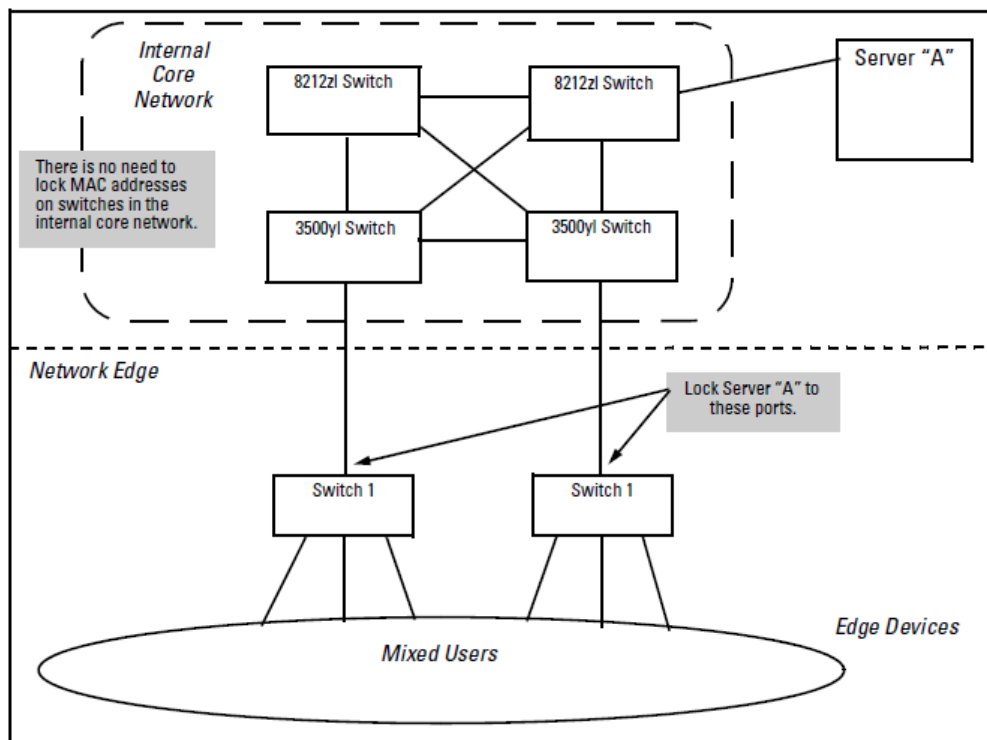 Internal
Core
Network
8212zl Switch
8212zl Switch
Server “A”
There is no need to
lock MAC addresses
on switches in the
internal core network.
3500yl Switch
3500yl Switch
Network Edge
Lock Server “A” to
these ports.
Switch 1
Switch 1
Edge Devices
Mixed Users